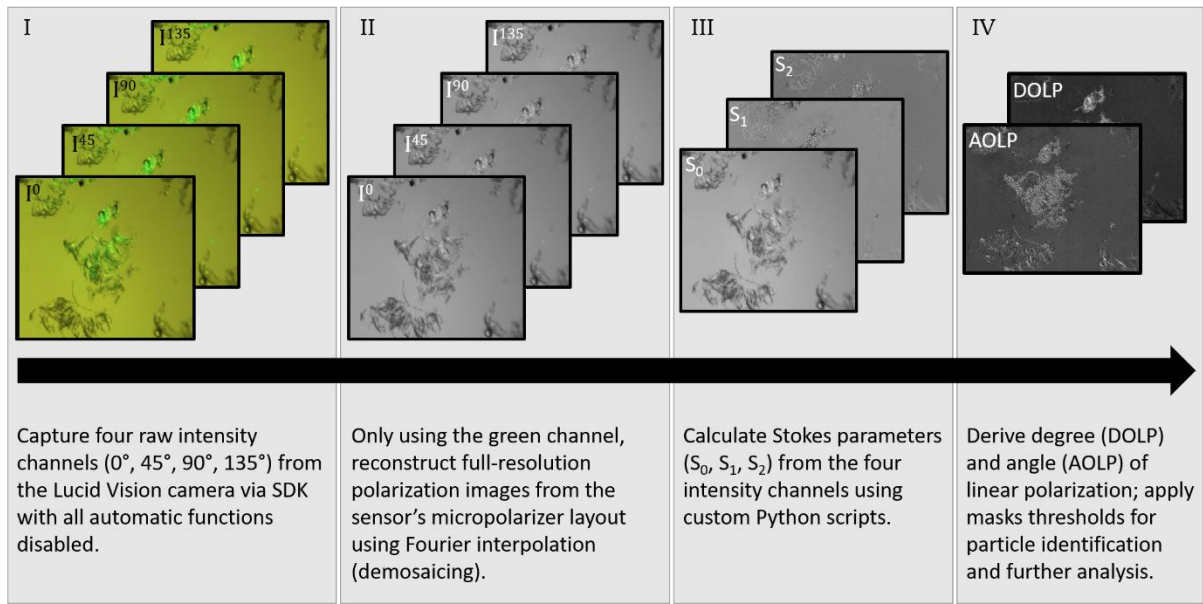 I
I¹³⁵
I⁹⁰
I⁴⁵
I⁰
Capture four raw intensity
channels (0°, 45°, 90°, 135°) from
the Lucid Vision camera via SDK
with all automatic functions
disabled.
II
I¹³⁵
I⁹⁰
I⁴⁵
I⁰
Only using the green channel,
reconstruct full-resolution
polarization images from the
sensor’s micropolarizer layout
using Fourier interpolation
(demosaicing).
III
S₂
S₁
S₀
Calculate Stokes parameters
(S₀, S₁, S₂) from the four
intensity channels using
custom Python scripts.
IV
DOLP
AOLP
Derive degree (DOLP)
and angle (AOLP) of
linear polarization; apply
masks thresholds for
particle identification
and further analysis.